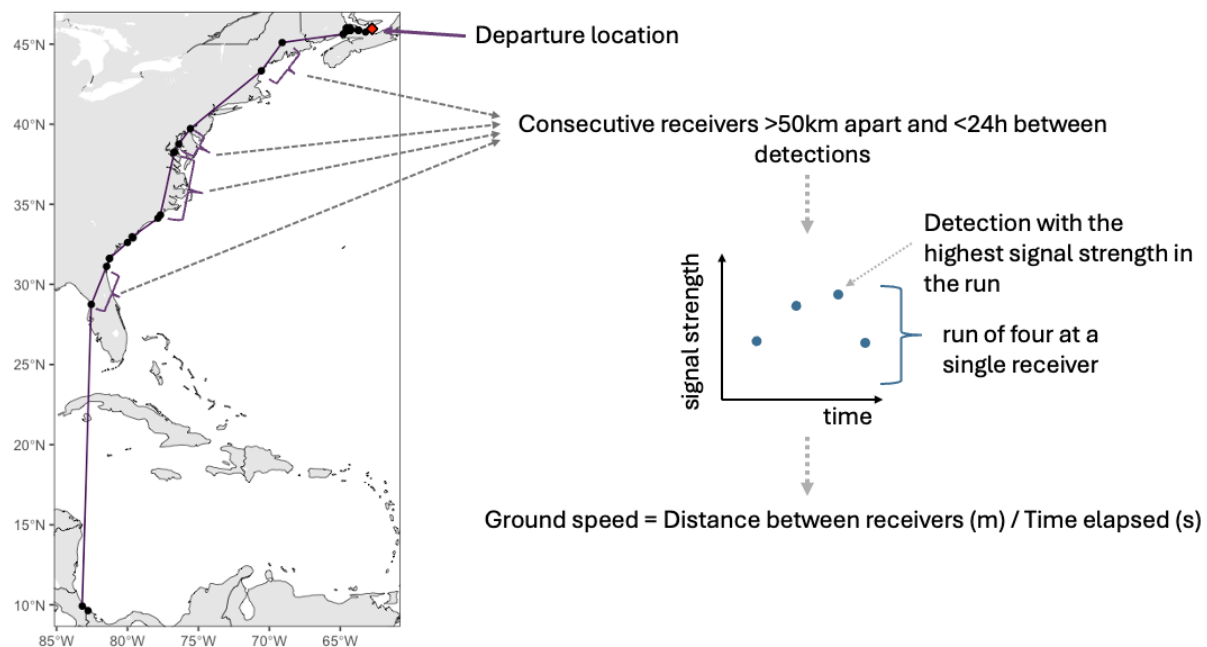 45°N
40°N
35°N
30°N
25°N
20°N
15°N
10°N
85°W
80°W
75°W
70°W
65°W
Departure location
Consecutive receivers >50km apart and <24h between
detections
Detection with the
highest signal strength in
the run
signal strength
run of four at a
single receiver
time
Ground speed = Distance between receivers (m) / Time elapsed (s)